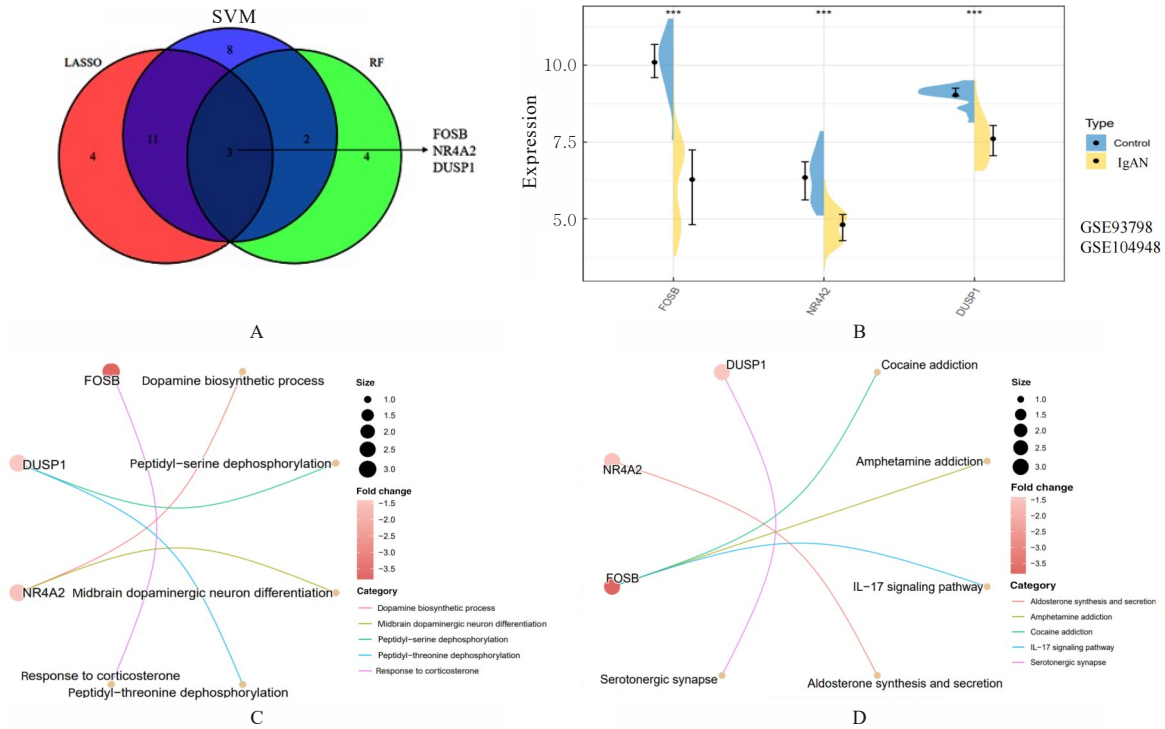 SVM
8
LASSO
RF
11
2
4
3
4
FOSB
NR4A2
DUSP1
A
***
***
***
10.0
7.5
5.0
Expression
FOSB
NR4A2
DUSP1
Type
Control
IgAN
GSE93798
GSE104948
B
FOSB
Dopamine biosynthetic process
DUSP1
Peptidyl-serine dephosphorylation
NR4A2
Midbrain dopaminergic neuron differentiation
Response to corticosterone
Peptidyl-threonine dephosphorylation
Size
1.0
1.5
2.0
2.5
3.0
Fold change
-1.5
-2.0
-2.5
-3.0
-3.5
Category
Dopamine biosynthetic process
Midbrain dopaminergic neuron differentiation
Peptidyl-serine dephosphorylation
Peptidyl-threonine dephosphorylation
Response to corticosterone
C
DUSP1
Cocaine addiction
NR4A2
Amphetamine addiction
FOSB
IL-17 signaling pathway
Serotonergic synapse
Aldosterone synthesis and secretion
Size
1.0
1.5
2.0
2.5
3.0
Fold change
-1.5
-2.0
-2.5
-3.0
-3.5
Category
Aldosterone synthesis and secretion
Amphetamine addiction
Cocaine addiction
IL-17 signaling pathway
Serotonergic synapse
D